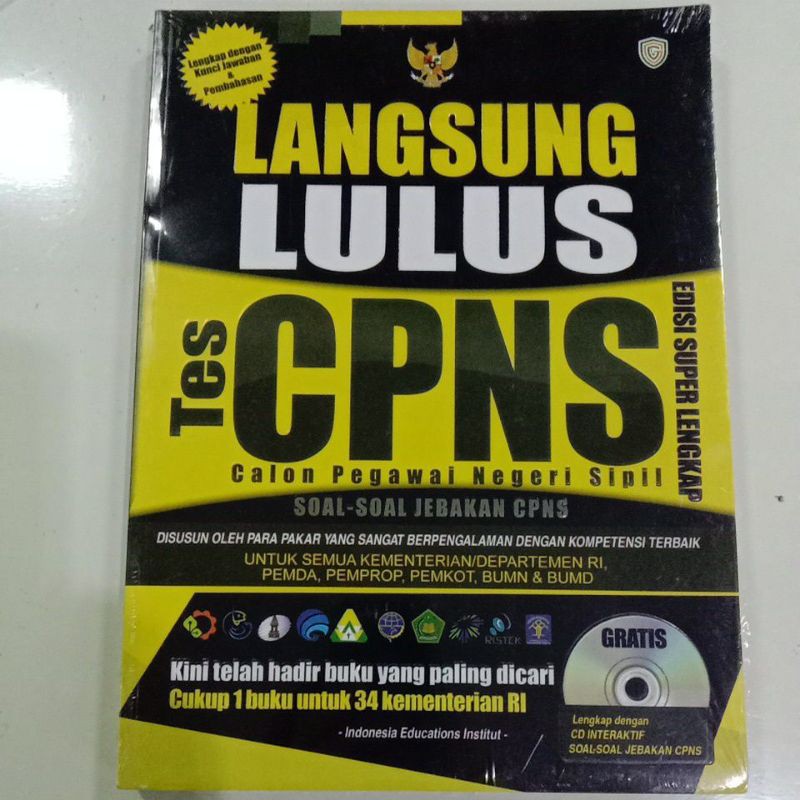 Lengkap dengan
Kunci Jawaban
&
Pembahasan
LANGSUNG
LULUS
Tes
CPNS
EDISI SUPER LENGKAP
Calon Pegawai Negeri Sipil
SOAL-SOAL JEBAKAN CPNS
DISUSUN OLEH PARA PAKAR YANG SANGAT BERPENGALAMAN DENGAN KOMPETENSI TERBAIK
UNTUK SEMUA KEMENTERIAN/DEPARTEMEN RI,
PEMDA, PEMPROP, PEMKOT, BUMN & BUMD
RISTEK
GRATIS
Kini telah hadir buku yang paling dicari
Cukup 1 buku untuk 34 kementerian RI
- Indonesia Educations Institut -
Lengkap dengan
CD INTERAKTIF
SOAL-SOAL JEBAKAN CPNS